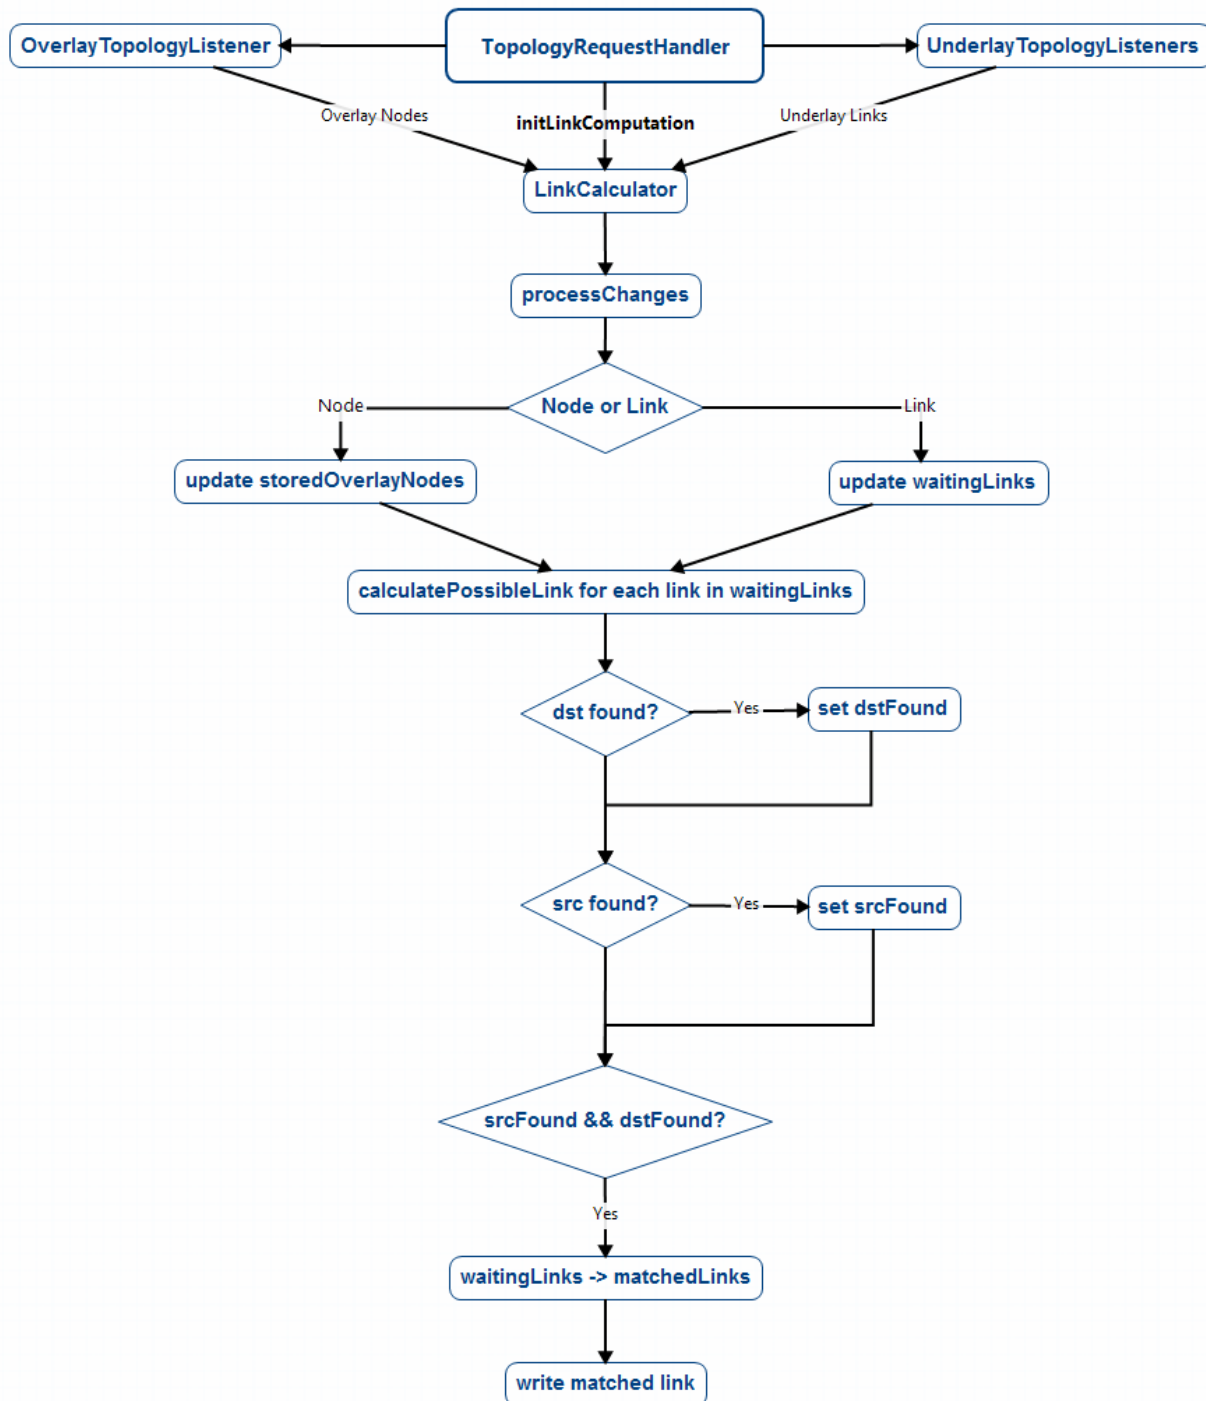 OverlayTopologyListener
TopologyRequestHandler
UnderlayTopologyListeners
Overlay Nodes
initLinkComputation
Underlay Links
LinkCalculator
processChanges
Node
Node or Link
Link
update storedOverlayNodes
update waitingLinks
calculatePossibleLink for each link in waitingLinks
dst found?
Yes
set dstFound
src found?
Yes
set srcFound
srcFound && dstFound?
Yes
waitingLinks -> matchedLinks
write matched link